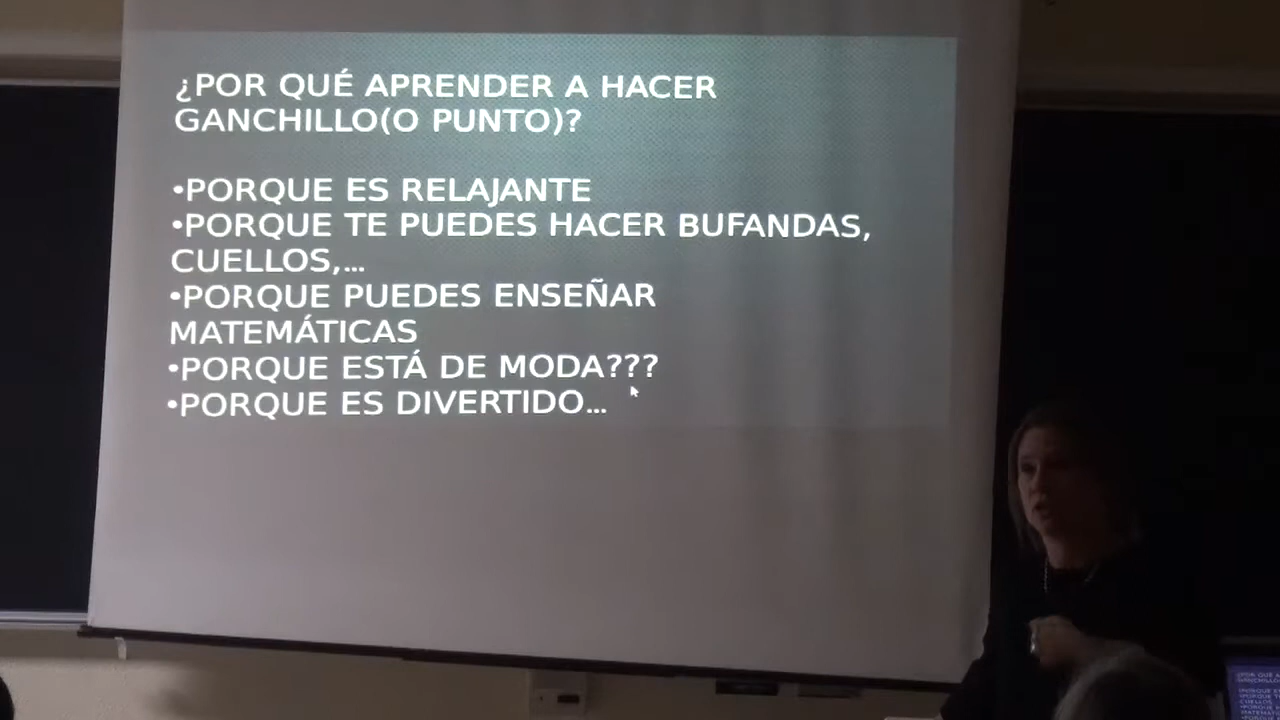 ¿POR QUÉ APRENDER A HACER
GANCHILLO(O PUNTO)?
•PORQUE ES RELAJANTE
•PORQUE TE PUEDES HACER BUFANDAS,
CUELLOS,...
•PORQUE PUEDES ENSEÑAR
MATEMÁTICAS
•PORQUE ESTÁ DE MODA???
•PORQUE ES DIVERTIDO...